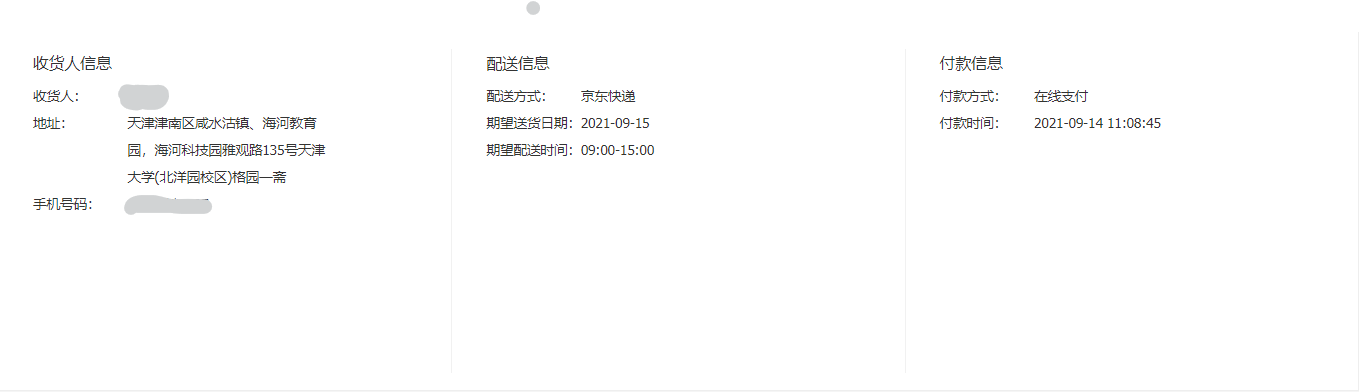 收货人信息
收货人：
地址：
天津津南区咸水沽镇、海河教育
园，海河科技园雅观路135号天津
大学(北洋园校区)格园一斋
手机号码：
配送信息
配送方式：
京东快递
期望送货日期：2021-09-15
期望配送时间：09:00-15:00
付款信息
付款方式：
在线支付
付款时间：
2021-09-14 11:08:45